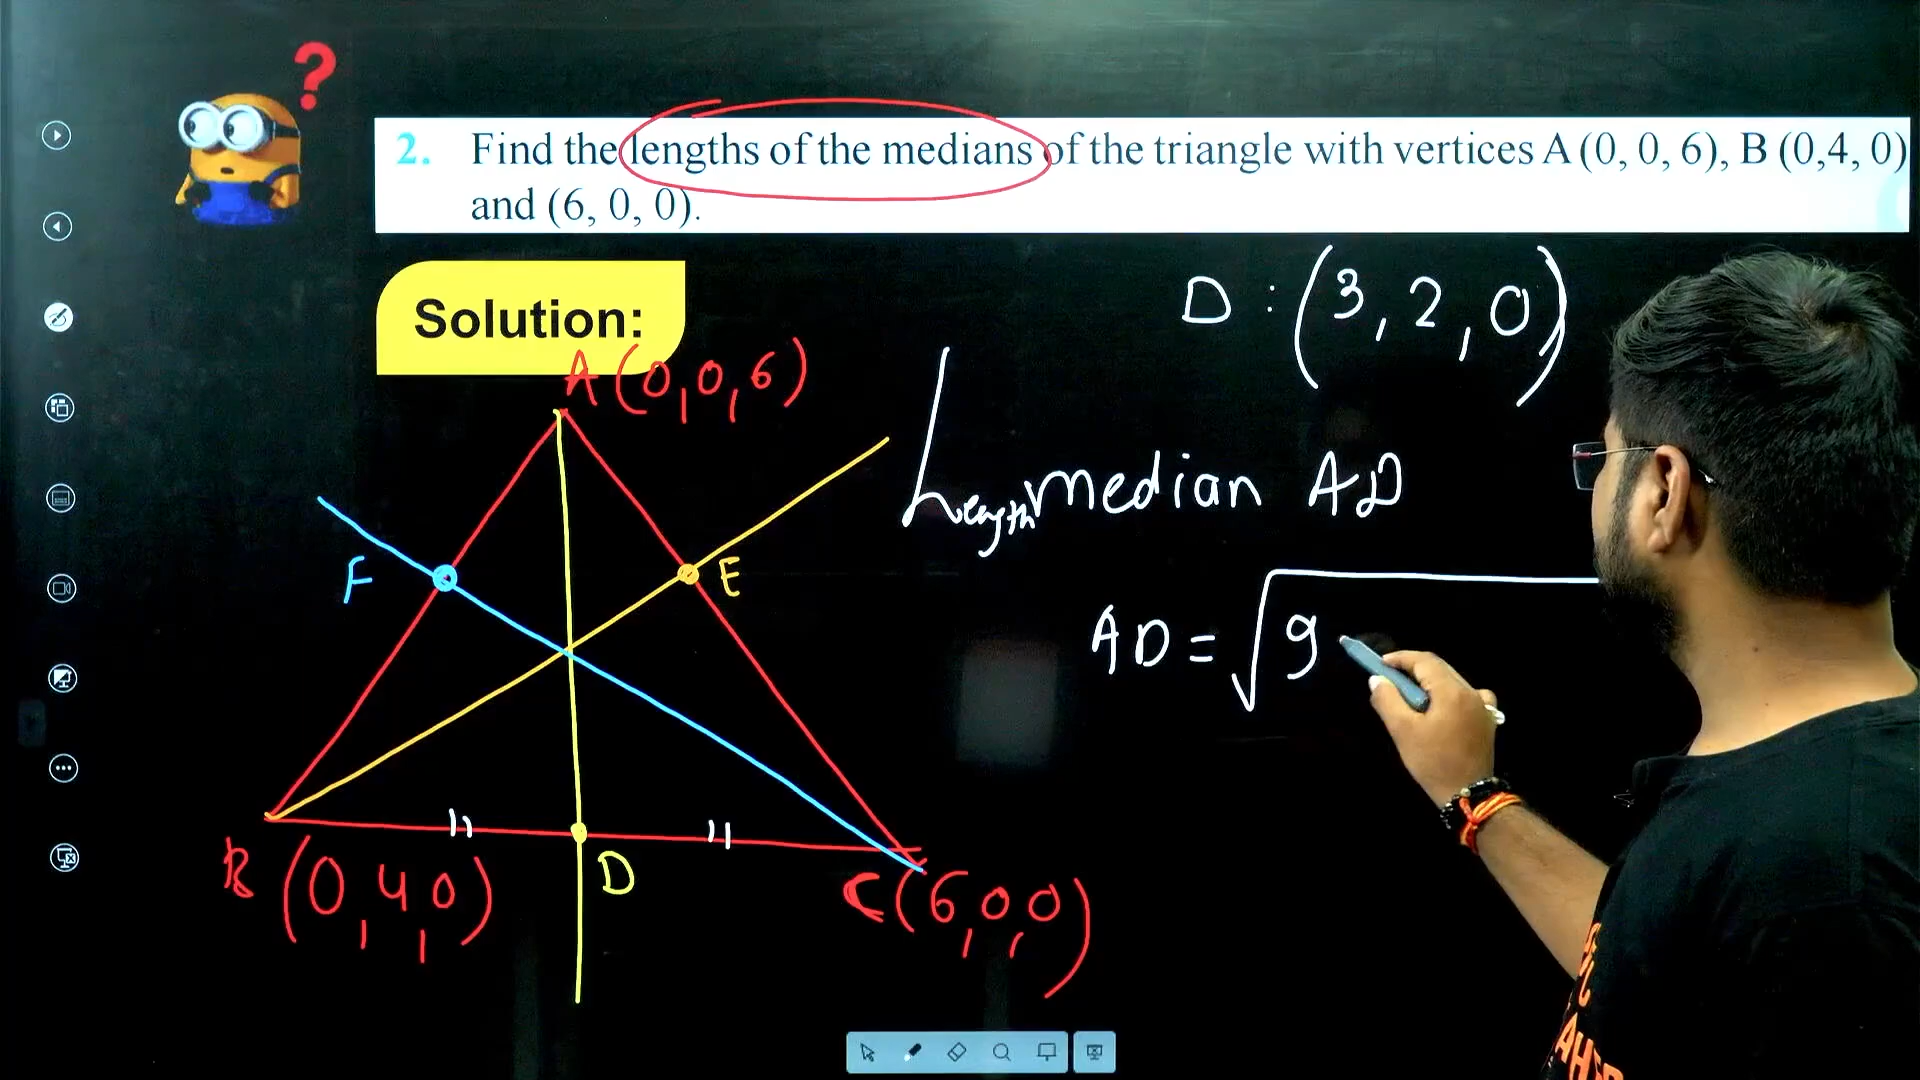 ?
2. Find the lengths of the medians of the triangle with vertices A (0, 0, 6), B (0,4, 0)
and (6, 0, 0).
Solution:
D : (3, 2, 0)
A (0, 0, 6)
Length median AD
F
E
AD = √9
B (0, 4, 0)
D
C (6, 0, 0)